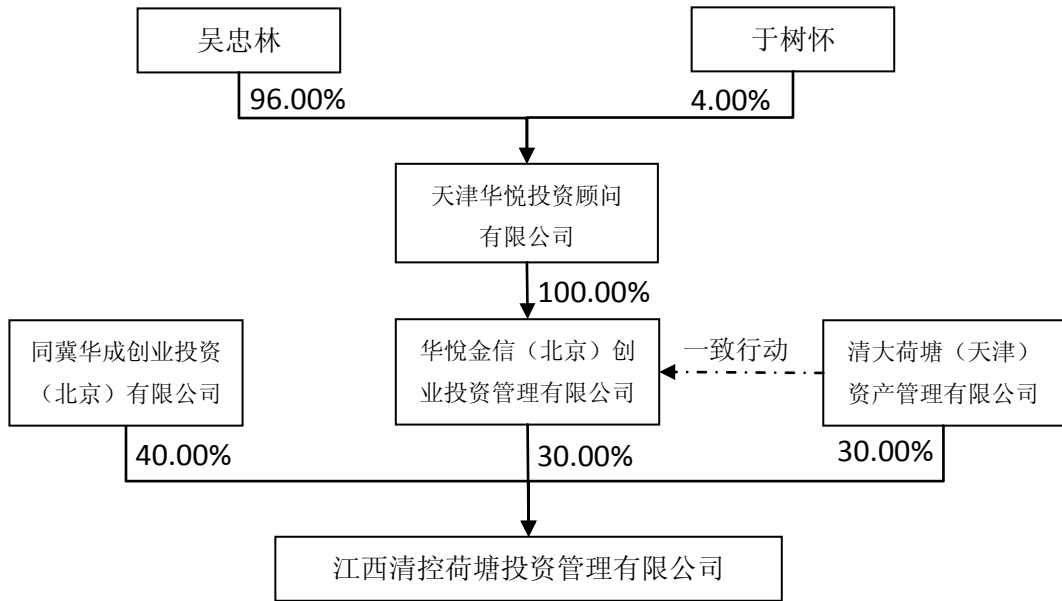 吴忠林
于树怀
96.00%
4.00%
天津华悦投资顾问
有限公司
100.00%
同冀华成创业投资
（北京）有限公司
华悦金信（北京）创
业投资管理有限公司
一致行动
清大荷塘（天津）
资产管理有限公司
40.00%
30.00%
30.00%
江西清控荷塘投资管理有限公司